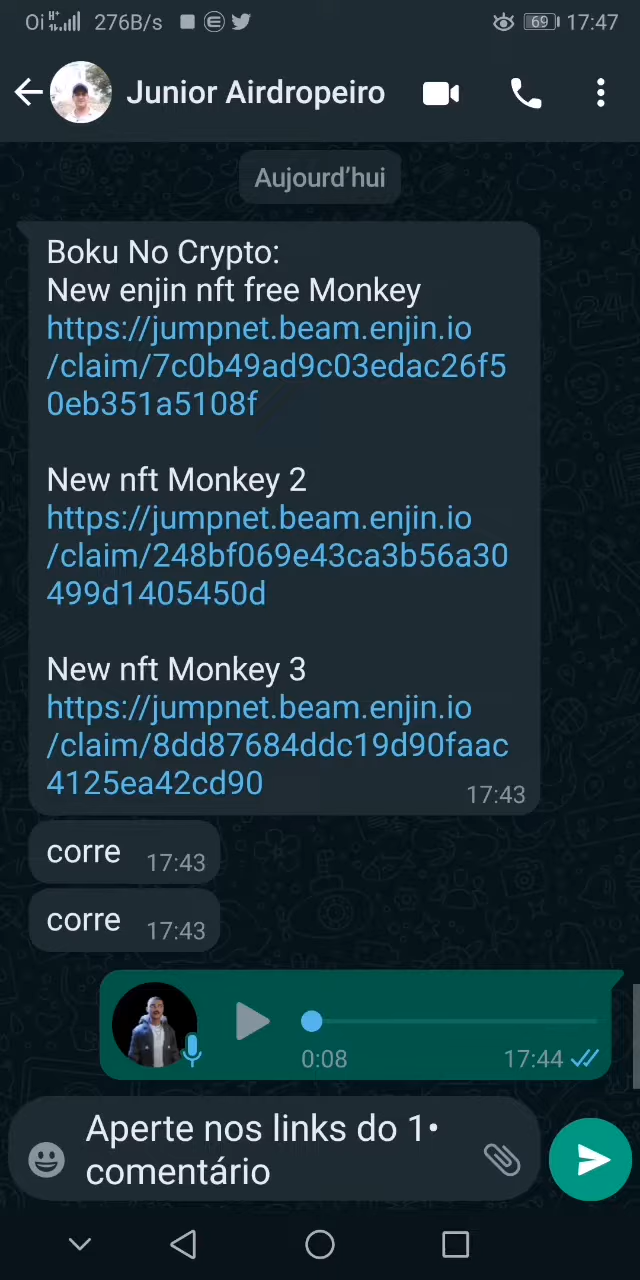 Oi 276B/s 69 17:47
Junior Airdropeiro
Aujourd'hui
Boku No Crypto:
New enjin nft free Monkey
https://jumpnet.beam.enjin.io
/claim/7c0b49ad9c03edac26f5
0eb351a5108f
New nft Monkey 2
https://jumpnet.beam.enjin.io
/claim/248bf069e43ca3b56a30
499d1405450d
New nft Monkey 3
https://jumpnet.beam.enjin.io
/claim/8dd87684ddc19d90faac
4125ea42cd90
17:43
corre 17:43
corre 17:43
0:08 17:44
Aperte nos links do 1•
comentário